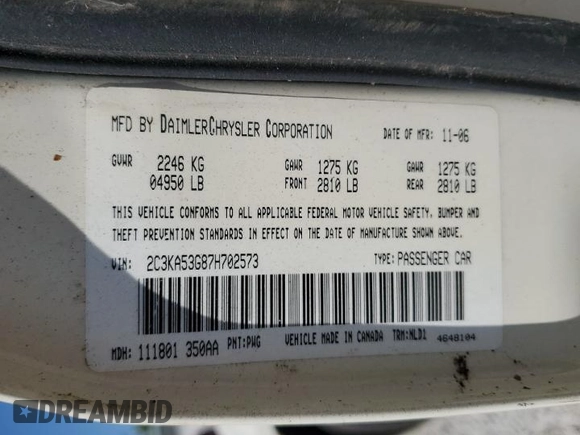 MFD BY DAIMLERCHRYSLER CORPORATION DATE OF MFR: 11-06
GVWR 2246 KG GAWR 1275 KG GAWR 1275 KG
04950 LB FRONT 2810 LB REAR 2810 LB
THIS VEHICLE CONFORMS TO ALL APPLICABLE FEDERAL MOTOR VEHICLE SAFETY, BUMPER AND
THEFT PREVENTION STANDARDS IN EFFECT ON THE DATE OF MANUFACTURE SHOWN ABOVE.
VIN: 2C3KA53G87H702573 TYPE: PASSENGER CAR
MDH: 111801 350AA PNT: PWG VEHICLE MADE IN CANADA TRM: NLD1 4648104
DREAMBID